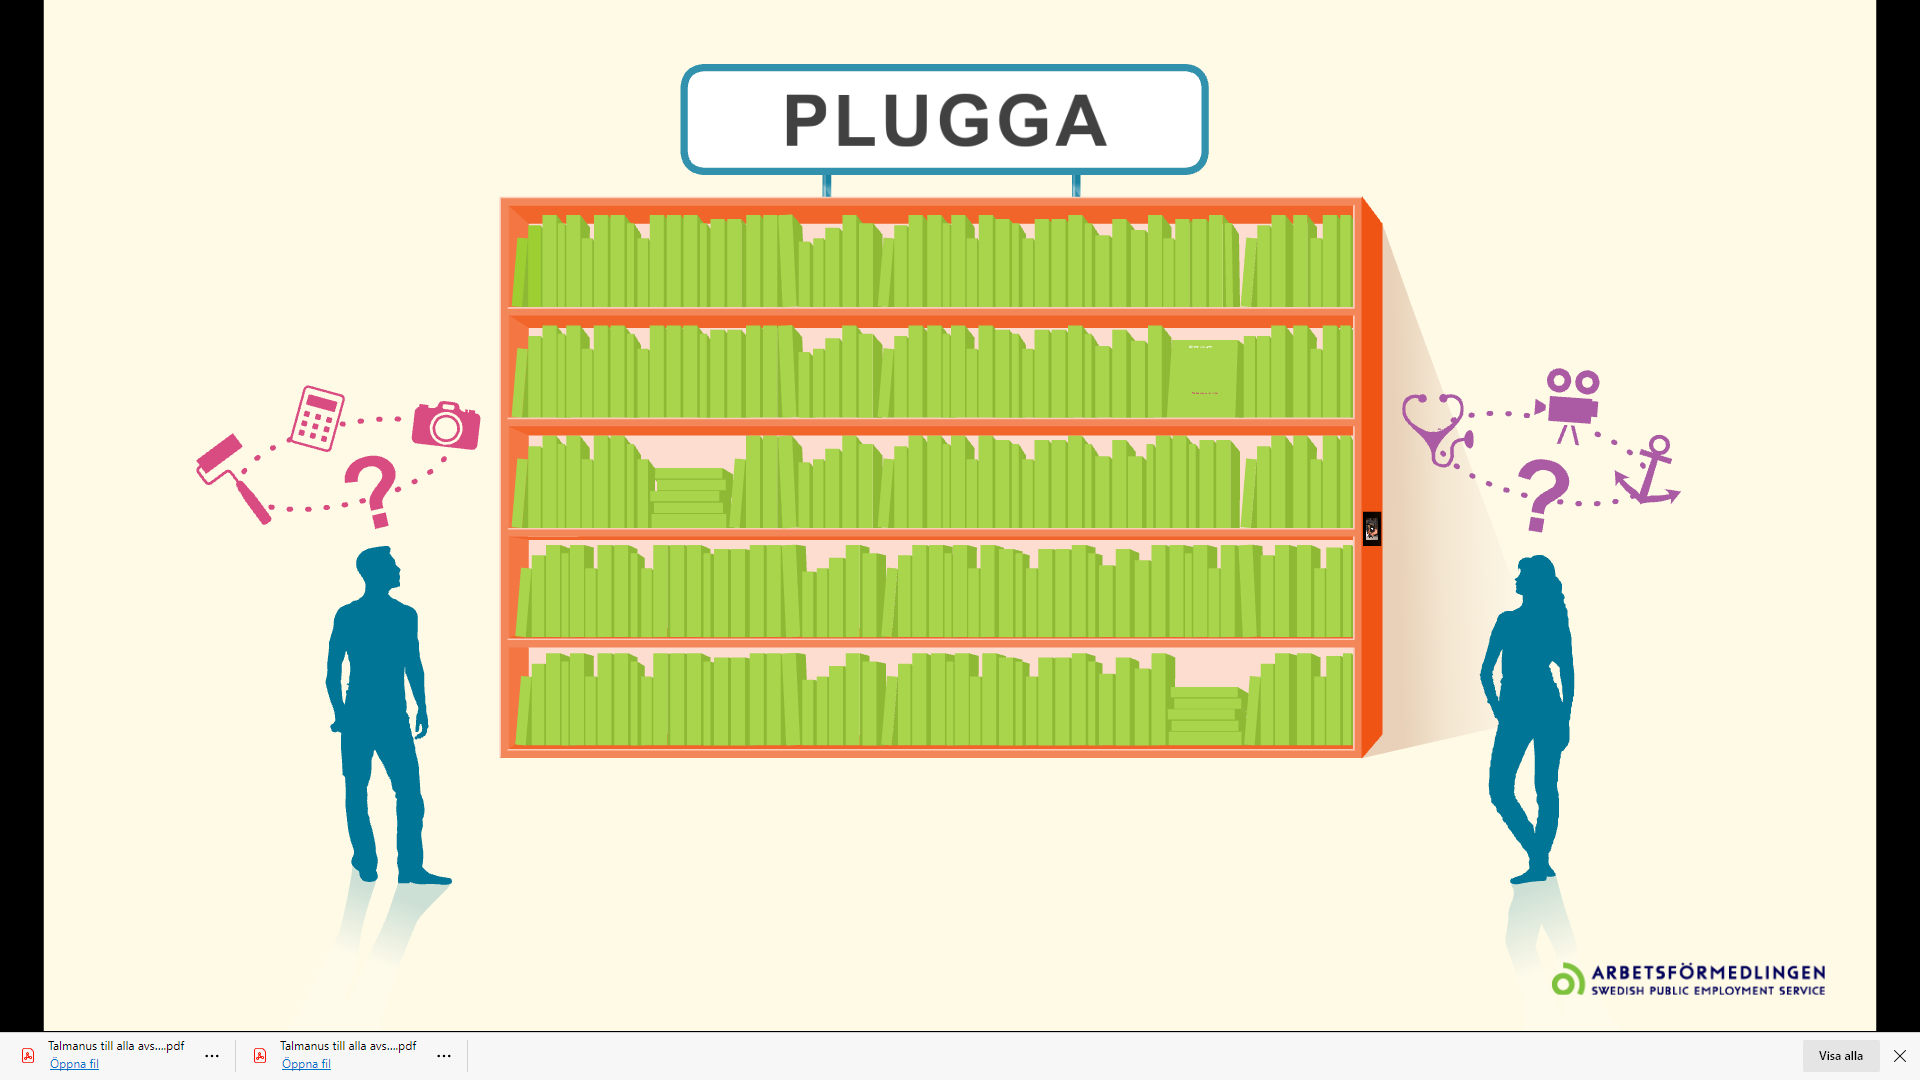 PLUGGA
ARBETSFÖRMEDLINGEN
SWEDISH PUBLIC EMPLOYMENT SERVICE
Talmanus till alla avs....pdf
Öppna fil
Talmanus till alla avs....pdf
Öppna fil
Visa alla